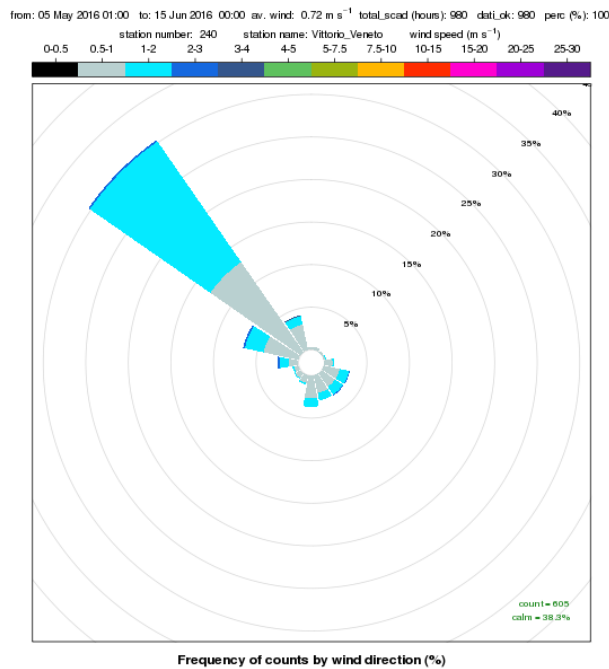 from: 05 May 2016 01:00 to: 15 Jun 2016 00:00 av. wind: 0.72 m s⁻¹ total_scad (hours): 980 dati_ok: 980 perc (%): 100
station number: 240 station name: Vittorio_Veneto wind speed (m s⁻¹)
0-0.5 0.5-1 1-2 2-3 3-4 4-5 5-7.5 7.5-10 10-15 15-20 20-25 25-30
40%
35%
30%
25%
20%
15%
10%
5%
count = 605
calm = 38.3%
Frequency of counts by wind direction (%)